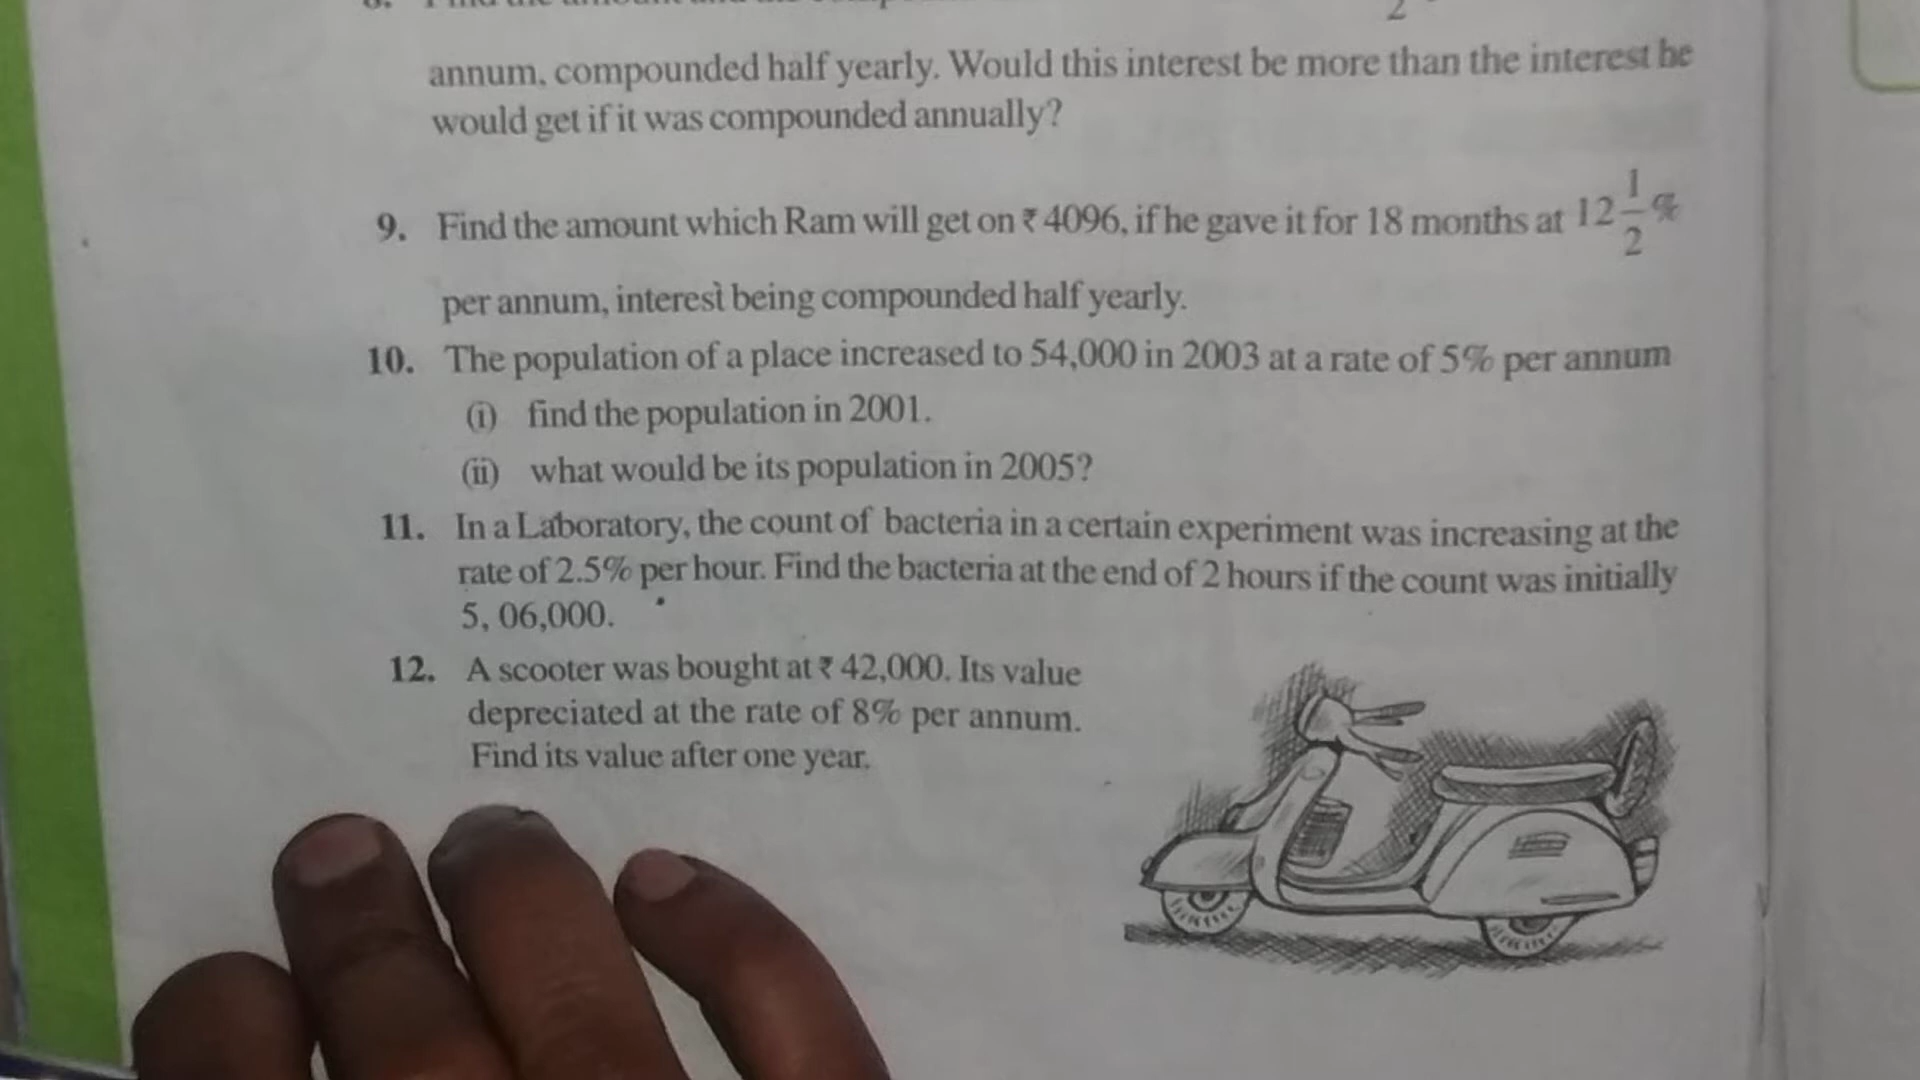 annum, compounded half yearly. Would this interest be more than the interest he
would get if it was compounded annually?
9. Find the amount which Ram will get on ₹ 4096, if he gave it for 18 months at 12 1/2 %
per annum, interest being compounded half yearly.
10. The population of a place increased to 54,000 in 2003 at a rate of 5% per annum
(i) find the population in 2001.
(ii) what would be its population in 2005?
11. In a Laboratory, the count of bacteria in a certain experiment was increasing at the
rate of 2.5% per hour. Find the bacteria at the end of 2 hours if the count was initially
5, 06,000.
12. A scooter was bought at ₹ 42,000. Its value
depreciated at the rate of 8% per annum.
Find its value after one year.